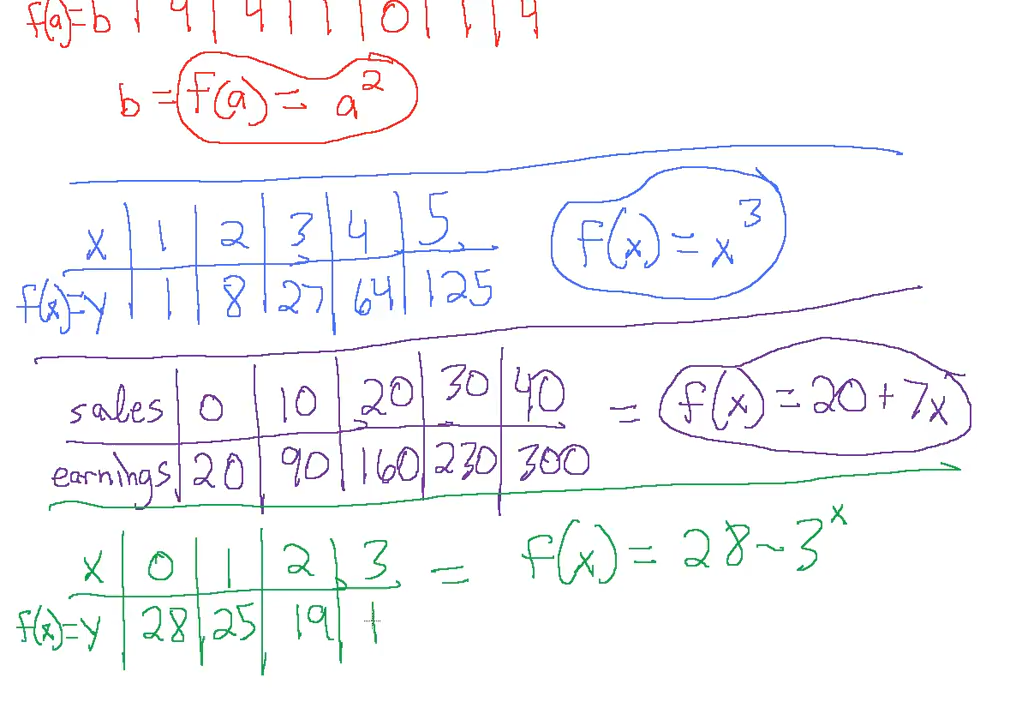 f(a)=b | 4 | 4 | 1 | 0 | 1 | 1 | 4
b = f(a) = a²
x | 1 | 2 | 3 | 4 | 5
f(x)=y | 1 | 8 | 27 | 64 | 125
f(x) = x³
sales | 0 | 10 | 20 | 30 | 40
earnings | 20 | 90 | 160 | 230 | 300
= f(x) = 20 + 7x
x | 0 | 1 | 2 | 3
f(x)=y | 28 | 25 | 19 | 1
= f(x) = 28 - 3ˣ